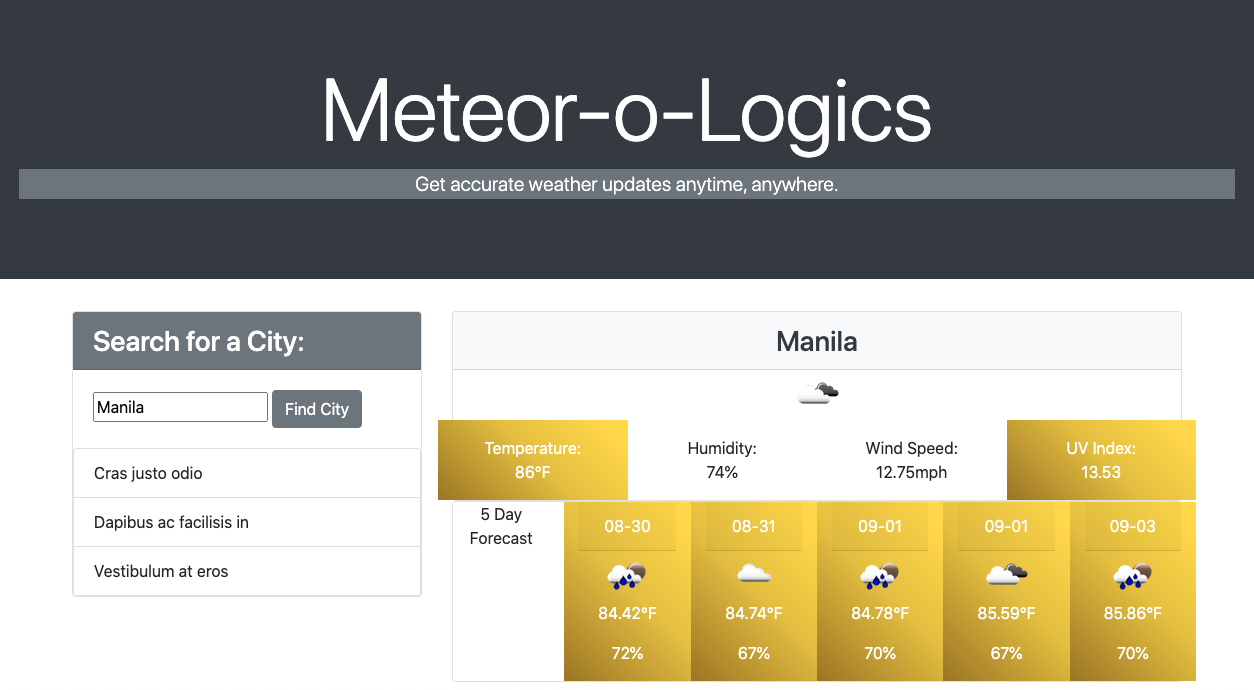 Meteor-o-Logics
Get accurate weather updates anytime, anywhere.
Search for a City:
Manila
Find City
Cras justo odio
Dapibus ac facilisis in
Vestibulum at eros
Manila
Temperature:
86°F
Humidity:
74%
Wind Speed:
12.75mph
UV Index:
13.53
5 Day
Forecast
08-30
84.42°F
72%
08-31
84.74°F
67%
09-01
84.78°F
70%
09-01
85.59°F
67%
09-03
85.86°F
70%